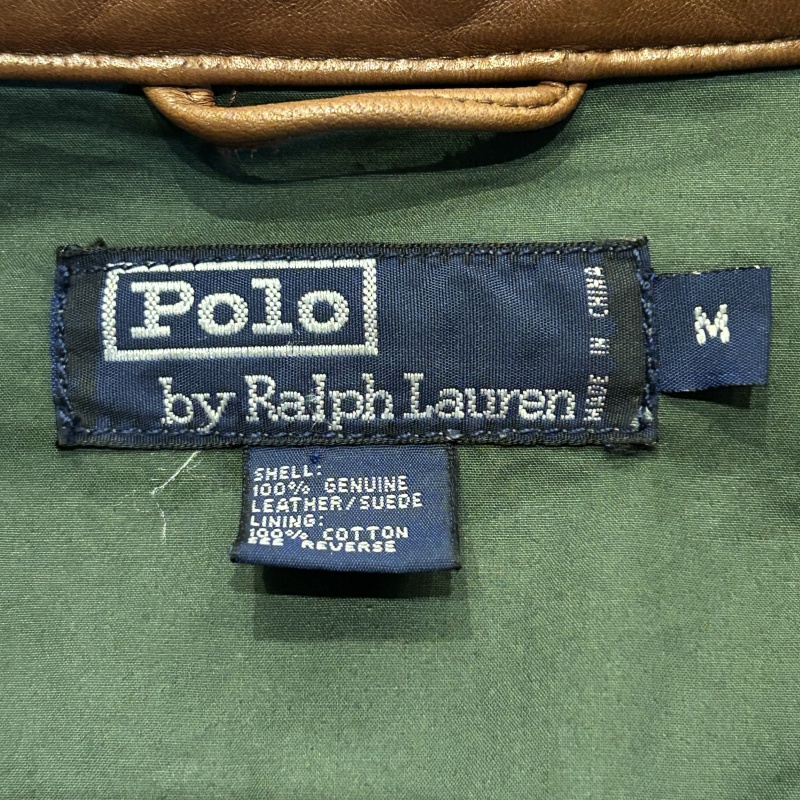 Polo
by Ralph Lauren
MADE IN CHINA
M
SHELL:
100% GENUINE
LEATHER/SUEDE
LINING:
100% COTTON
SEE REVERSE